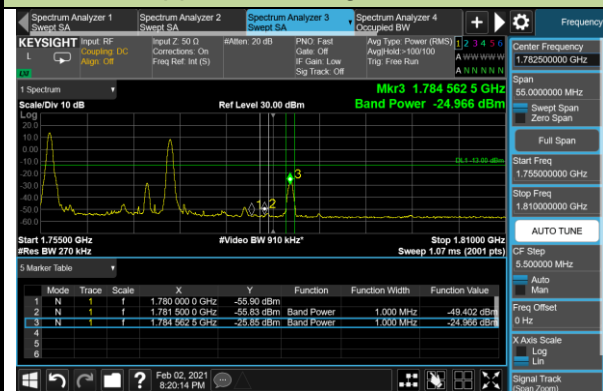 Spectrum Analyzer 1
Swept SA
Spectrum Analyzer 2
Swept SA
Spectrum Analyzer 3
Swept SA
Spectrum Analyzer 4
Occupied BW
Frequency
KEYSIGHT
L
Input: RF
Coupling: DC
Align: Off
Input Z: 50 Ω
Corrections: On
Freq Ref: Int (S)
#Atten: 20 dB
PNO: Fast
Gate: Off
IF Gain: Low
Sig Track: Off
Avg Type: Power (RMS)
Avg|Hold:>100/100
Trig: Free Run
1 2 3 4 5 6
A W W W W W
A N N N N N
1 Spectrum
Scale/Div 10 dB
Ref Level 30.00 dBm
Mkr3 1.784 562 5 GHz
Band Power -24.966 dBm
Log
20.0
10.0
0.00
-10.0
-20.0
-30.0
-40.0
-50.0
-60.0
DL1 -13.00 dBm
1
2
3
Start 1.75500 GHz
#Video BW 910 kHz*
Stop 1.81000 GHz
#Res BW 270 kHz
Sweep 1.07 ms (2001 pts)
5 Marker Table
Mode Trace Scale X Y Function Function Width Function Value
1 N 1 f 1.780 000 0 GHz -55.90 dBm
2 N 1 f 1.781 500 0 GHz -55.83 dBm Band Power 1.000 MHz -49.402 dBm
3 N 1 f 1.784 562 5 GHz -25.85 dBm Band Power 1.000 MHz -24.966 dBm
4
5
6
Feb 02, 2021
8:20:14 PM
Center Frequency
1.782500000 GHz
Span
55.0000000 MHz
Swept Span
Zero Span
Full Span
Start Freq
1.755000000 GHz
Stop Freq
1.810000000 GHz
AUTO TUNE
CF Step
5.500000 MHz
Auto
Man
Freq Offset
0 Hz
X Axis Scale
Log
Lin
Signal Track
(Span Zoom)